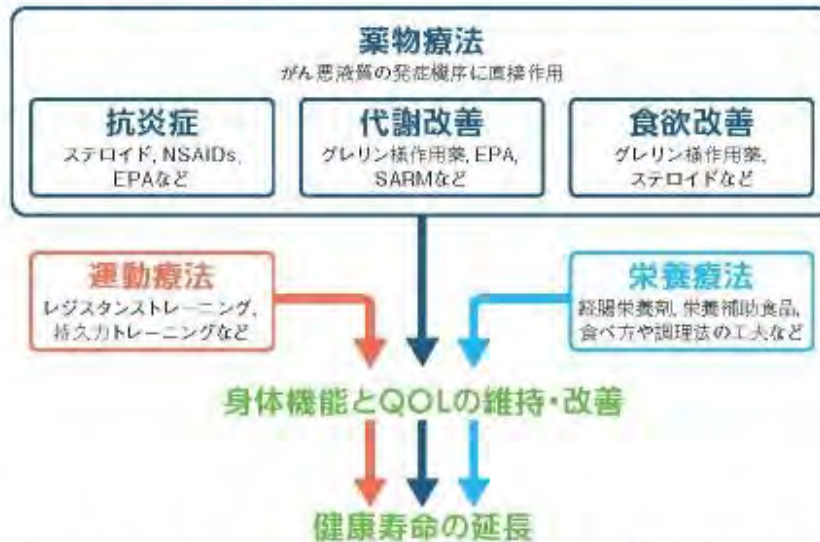 薬物療法
がん悪液質の発症機序に直接作用
抗炎症
ステロイド, NSAIDs,
EPAなど
代謝改善
グレリン様作用薬, EPA,
SARMなど
食欲改善
グレリン様作用薬,
ステロイドなど
運動療法
レジスタンストレーニング,
持久力トレーニングなど
栄養療法
経腸栄養剤, 栄養補助食品,
食べ方や調理法の工夫など
身体機能とQOLの維持・改善
健康寿命の延長